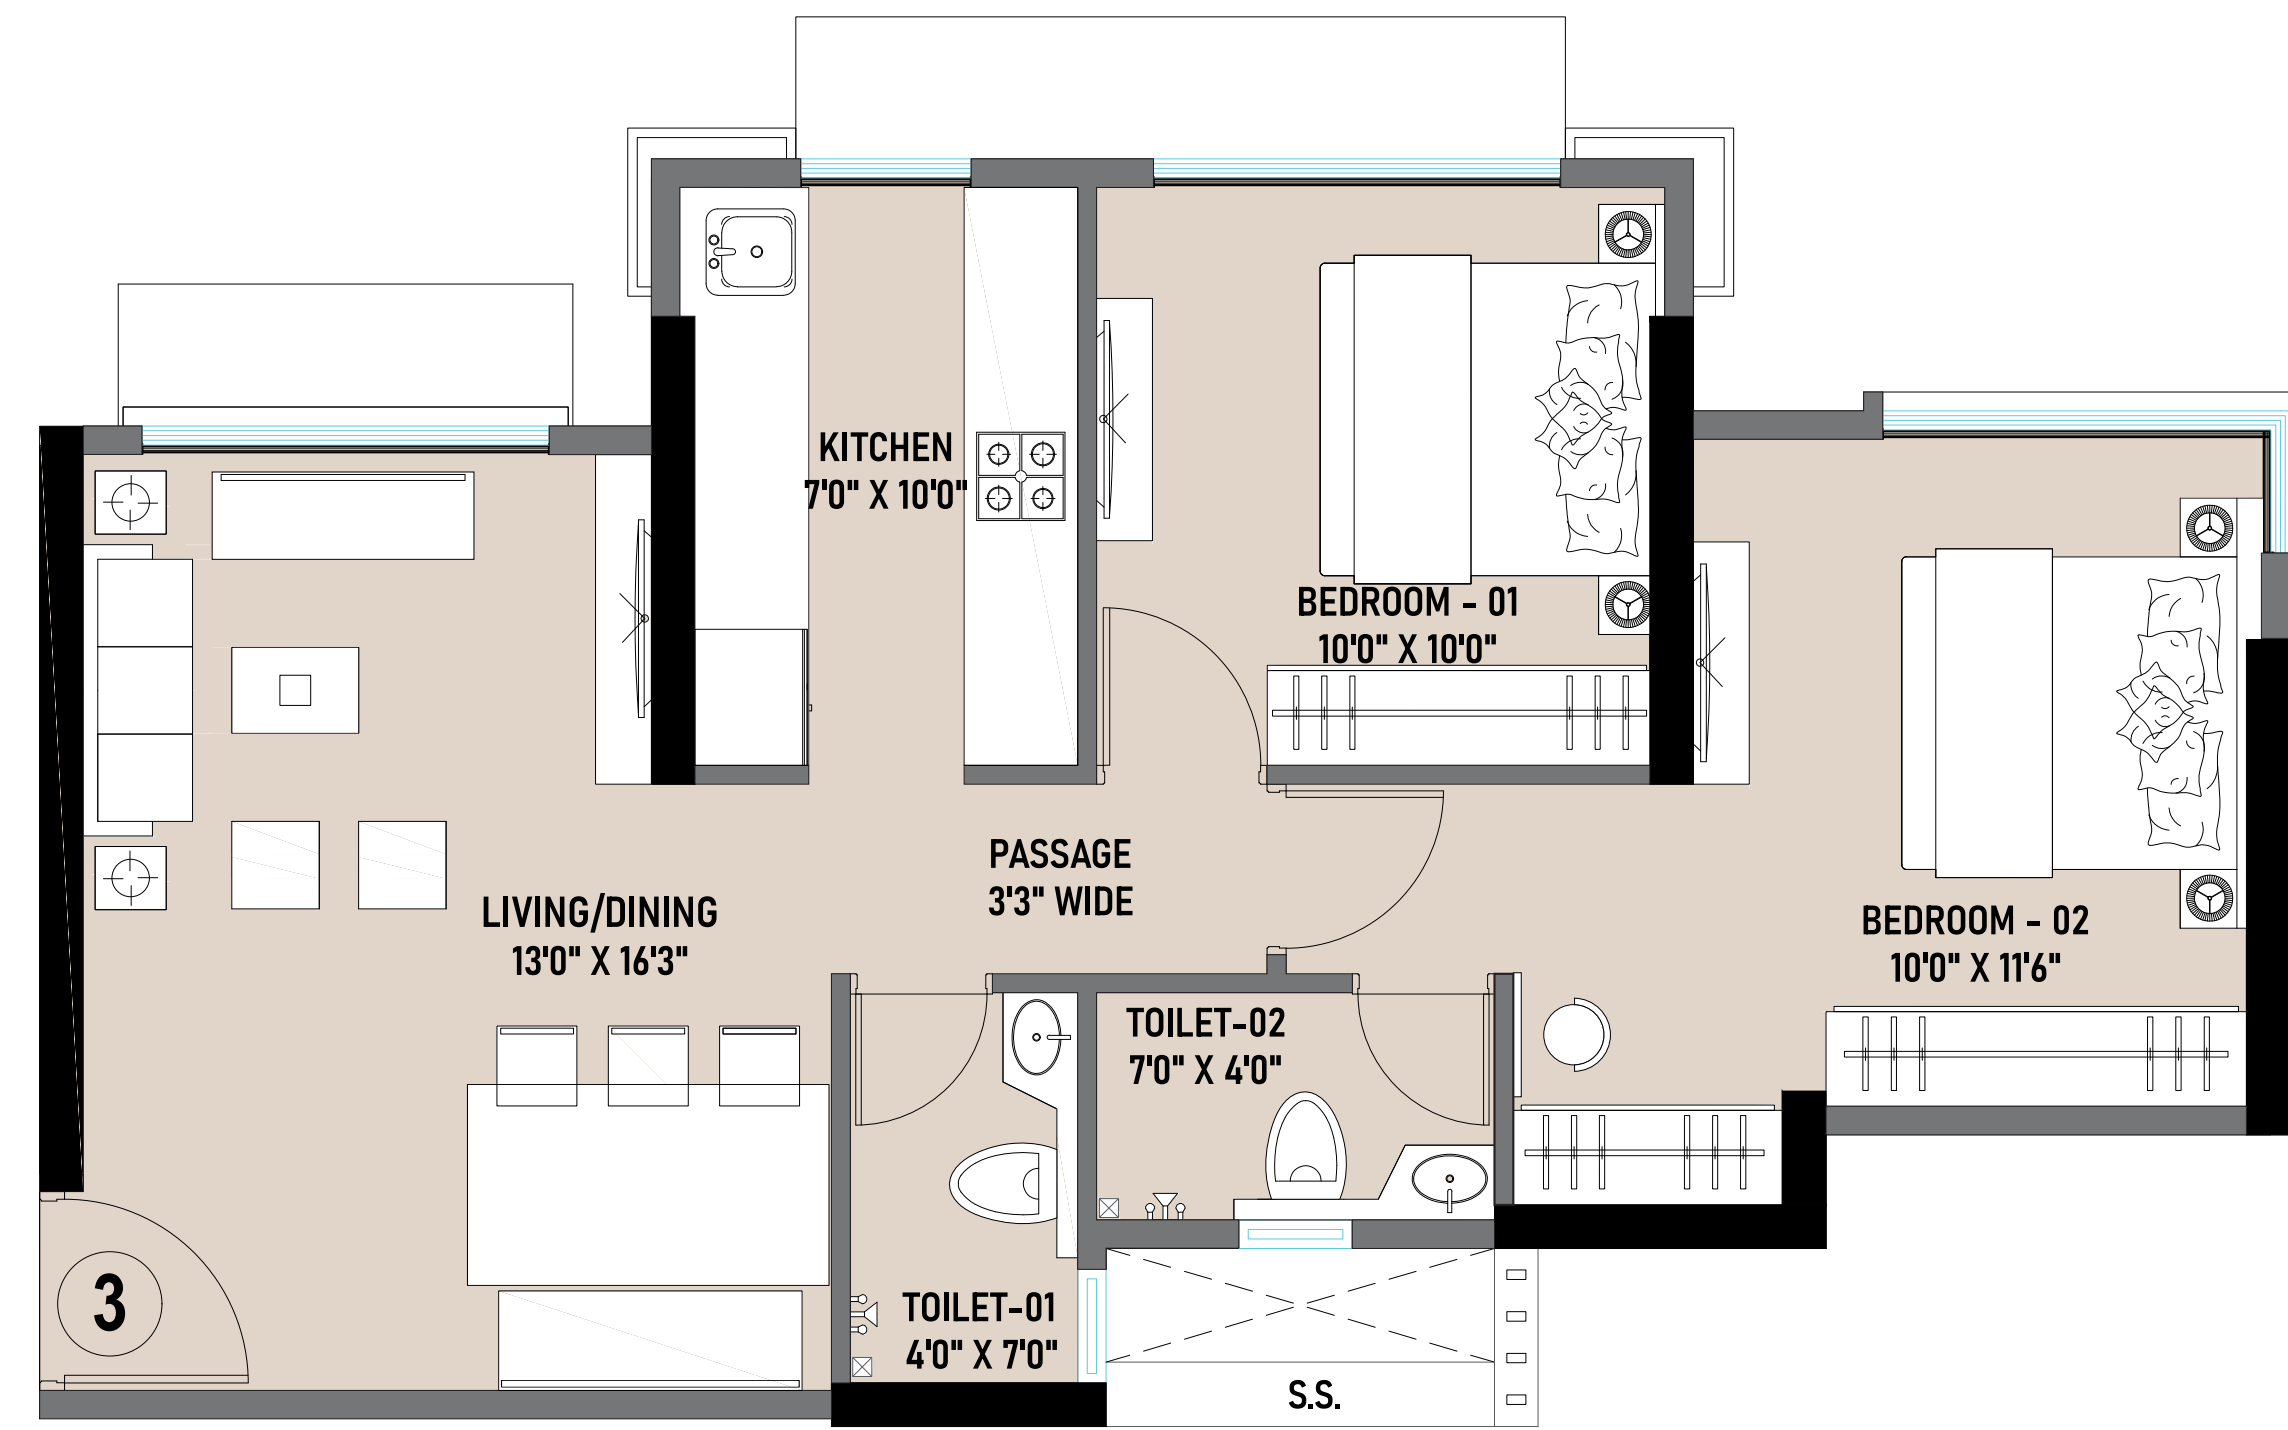 KITCHEN
7'0" X 10'0"
BEDROOM - 01
10'0" X 10'0"
PASSAGE
3'3" WIDE
LIVING/DINING
13'0" X 16'3"
BEDROOM - 02
10'0" X 11'6"
TOILET-02
7'0" X 4'0"
3
TOILET-01
4'0" X 7'0"
S.S.